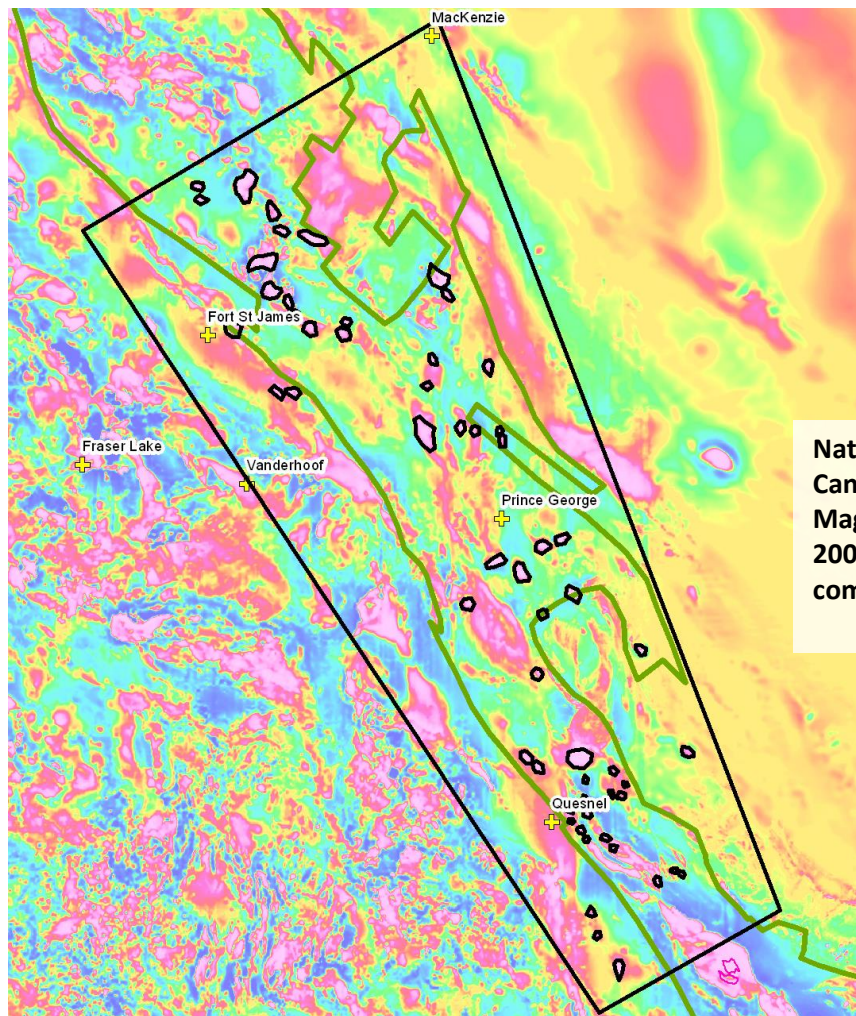 MacKenzie
Fort St James
Fraser Lake
Vanderhoof
Prince George
Quesnel
Nat
Can
Mag
200
com